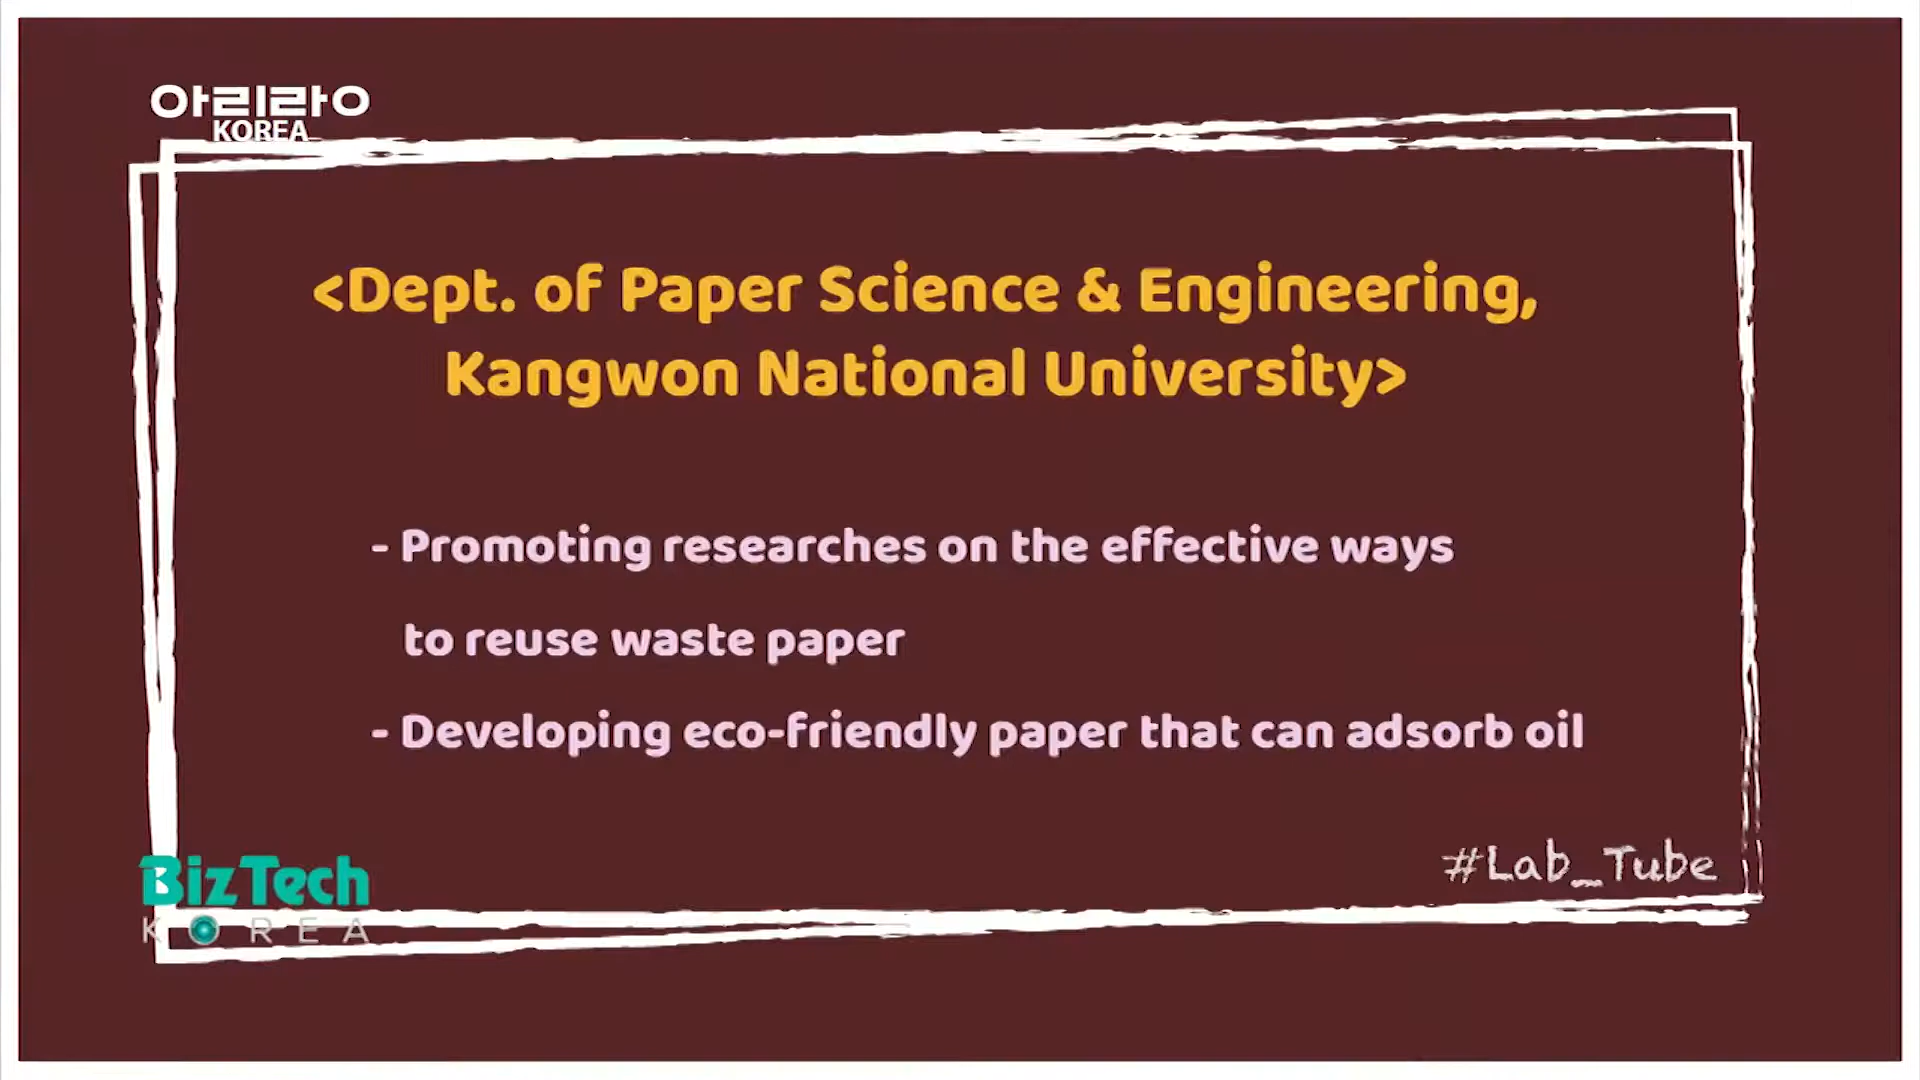 아리랑
KOREA
<Dept. of Paper Science & Engineering,
Kangwon National University>
- Promoting researches on the effective ways
to reuse waste paper
- Developing eco-friendly paper that can adsorb oil
#Lab_Tube
BizTech
KOREA